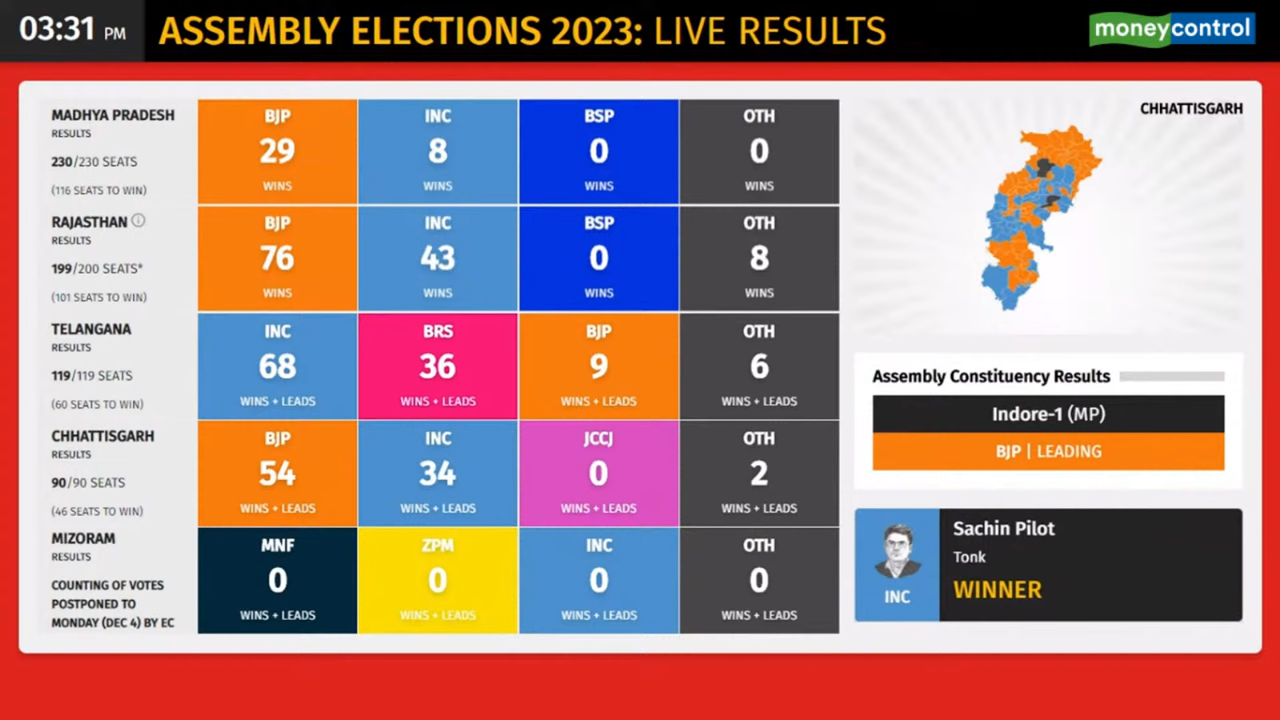 03:31 PM
ASSEMBLY ELECTIONS 2023: LIVE RESULTS
moneycontrol
MADHYA PRADESH
RESULTS
230/230 SEATS
(116 SEATS TO WIN)
BJP
29
WINS
INC
8
WINS
BSP
0
WINS
OTH
0
WINS
RAJASTHAN ⓘ
RESULTS
199/200 SEATS*
(101 SEATS TO WIN)
BJP
76
WINS
INC
43
WINS
BSP
0
WINS
OTH
8
WINS
TELANGANA
RESULTS
119/119 SEATS
(60 SEATS TO WIN)
INC
68
WINS + LEADS
BRS
36
WINS + LEADS
BJP
9
WINS + LEADS
OTH
6
WINS + LEADS
CHHATTISGARH
RESULTS
90/90 SEATS
(46 SEATS TO WIN)
BJP
54
WINS + LEADS
INC
34
WINS + LEADS
JCCJ
0
WINS + LEADS
OTH
2
WINS + LEADS
MIZORAM
RESULTS
COUNTING OF VOTES
POSTPONED TO
MONDAY (DEC 4) BY EC
MNF
0
WINS + LEADS
ZPM
0
WINS + LEADS
INC
0
WINS + LEADS
OTH
0
WINS + LEADS
CHHATTISGARH
Assembly Constituency Results
Indore-1 (MP)
BJP | LEADING
INC
Sachin Pilot
Tonk
WINNER